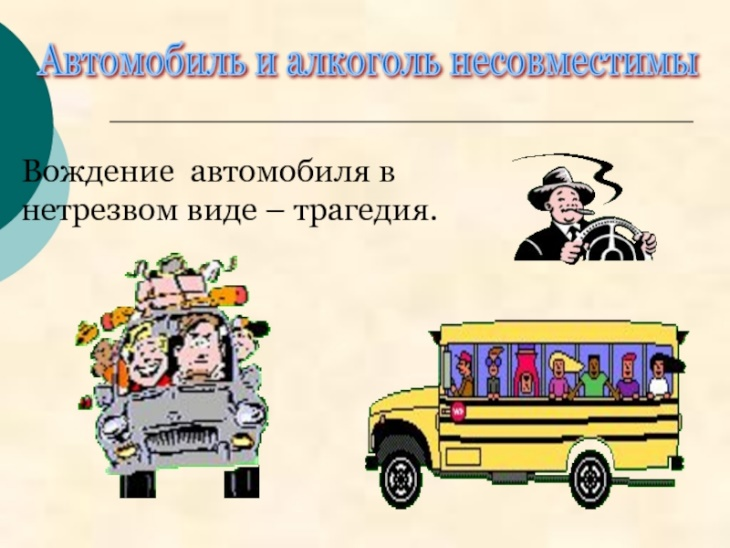 Автомобиль и алкоголь несовместимы
Вождение автомобиля в
нетрезвом виде – трагедия.